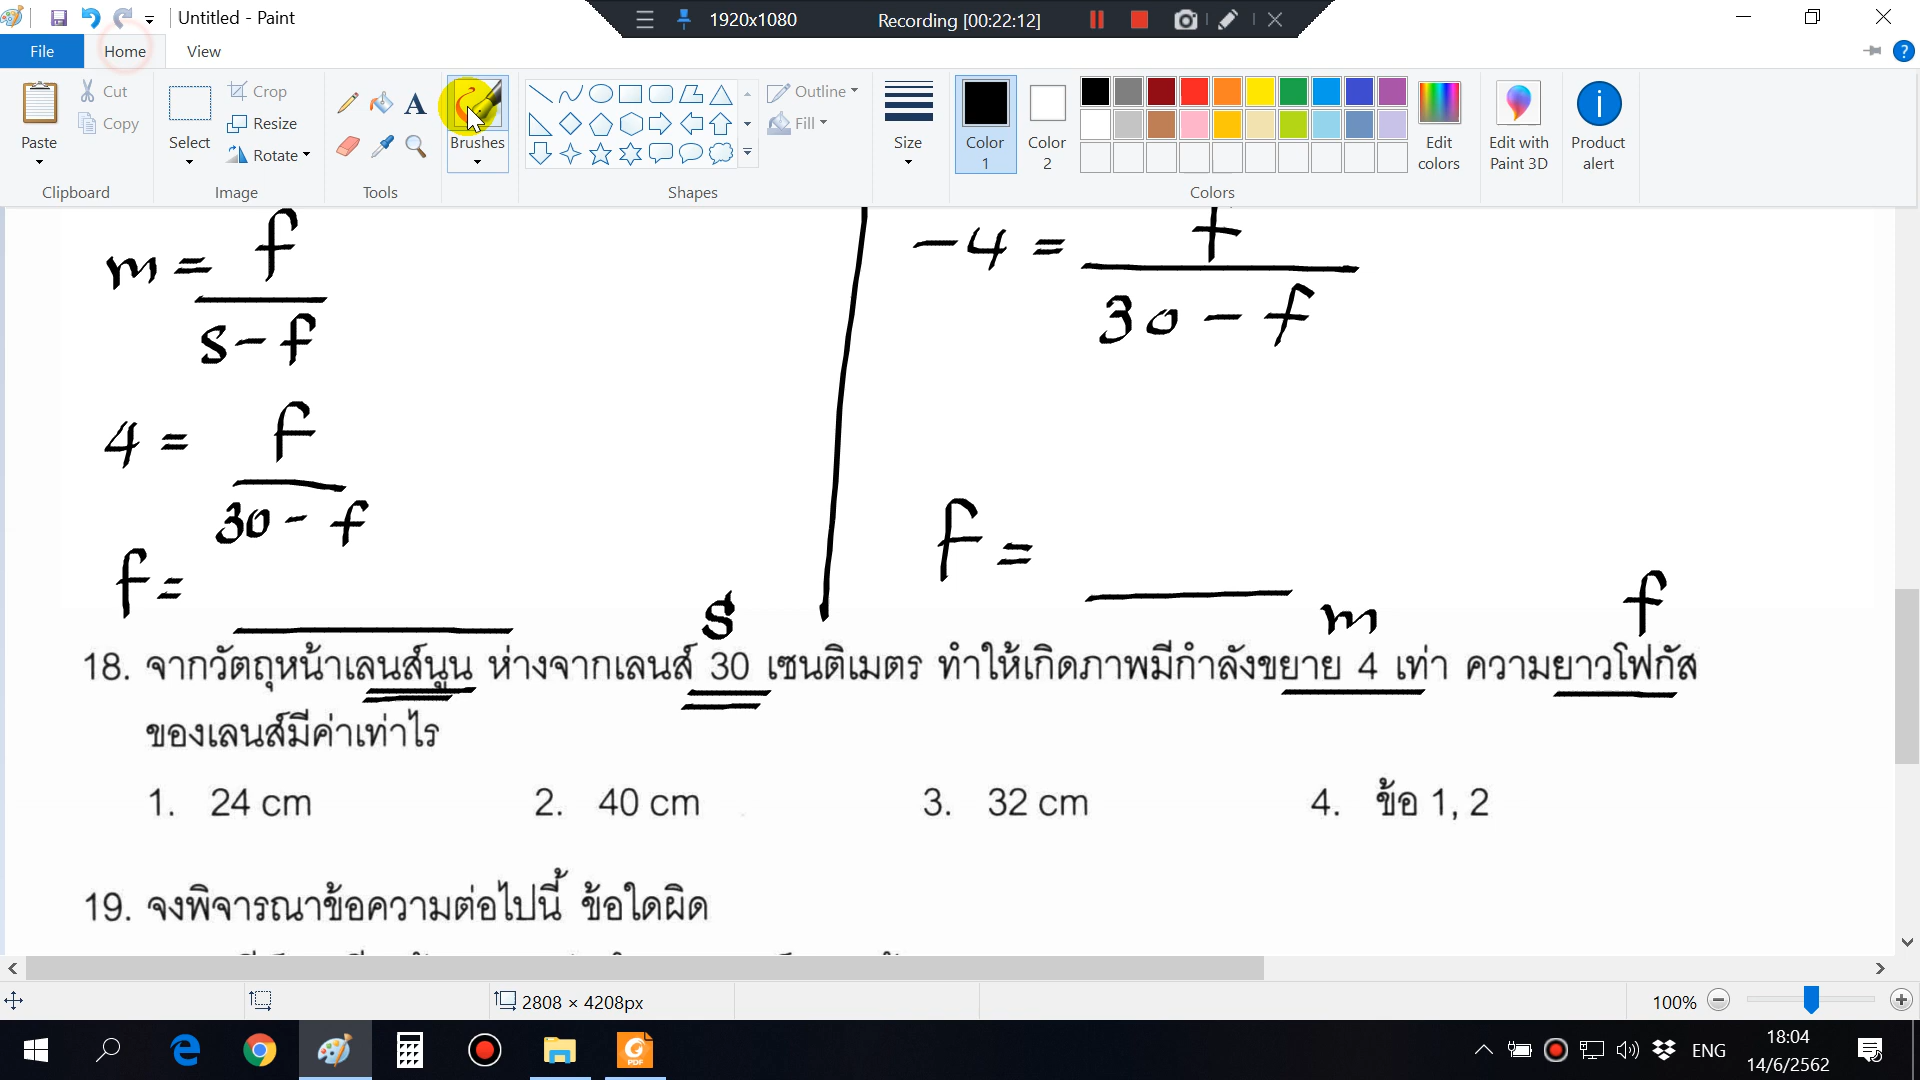 Untitled - Paint
1920x1080
Recording [00:22:12]
File
Home
View
Paste
Cut
Copy
Clipboard
Select
Crop
Resize
Rotate
Image
A
Tools
Brushes
Shapes
Outline
Fill
Size
Color 1
Color 2
Edit colors
Colors
Edit with Paint 3D
Product alert
m = f
s - f
4 = f
30 - f
f =
-4 = f
30 - f
f =
s
m
f
18. จากวัตถุหน้าเลนส์นูน ห่างจากเลนส์ 30 เซนติเมตร ทำให้เกิดภาพมีกำลังขยาย 4 เท่า ความยาวโฟกัส
ของเลนส์มีค่าเท่าไร
1. 24 cm 2. 40 cm 3. 32 cm 4. ข้อ 1, 2
19. จงพิจารณาข้อความต่อไปนี้ ข้อใดผิด
2808 × 4208px
100%
PDF
ENG
18:04
14/6/2562